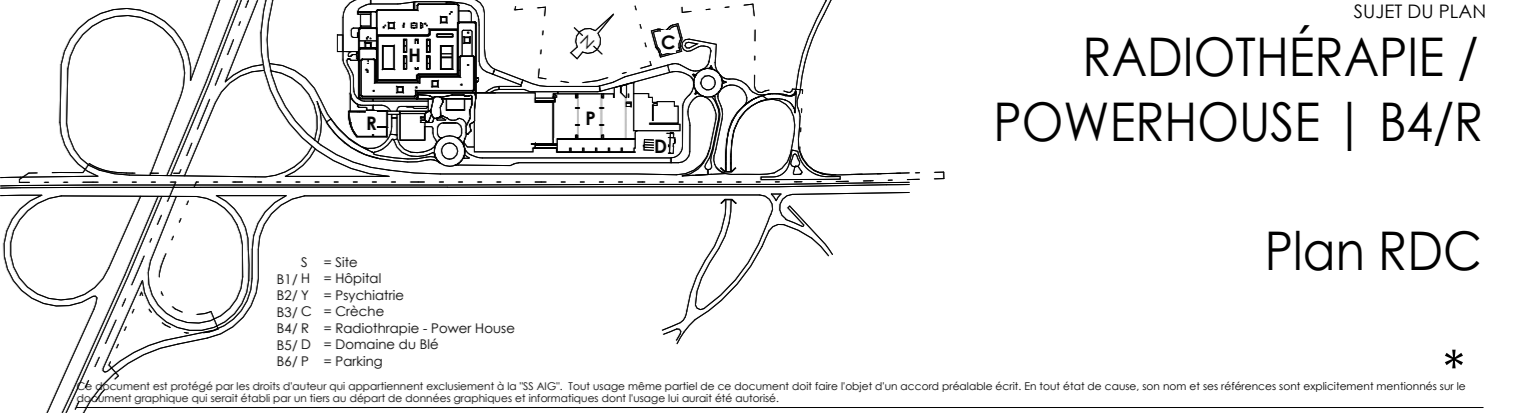 SUJET DU PLAN
RADIOTHÉRAPIE /
POWERHOUSE | B4/R
Plan RDC
N
C
H
R
P
D
S = Site
B1/ H = Hôpital
B2/ Y = Psychiatrie
B3/ C = Crèche
B4/ R = Radiothrapie - Power House
B5/ D = Domaine du Blé
B6/ P = Parking
*
Ce document est protégé par les droits d'auteur qui appartiennent exclusiement à la "SS AIG". Tout usage même partiel de ce document doit faire l'objet d'un accord préalable écrit. En tout état de cause, son nom et ses références sont explicitement mentionnés sur le
document graphique qui serait établi par un tiers au départ de données graphiques et informatiques dont l'usage lui aurait été autorisé.